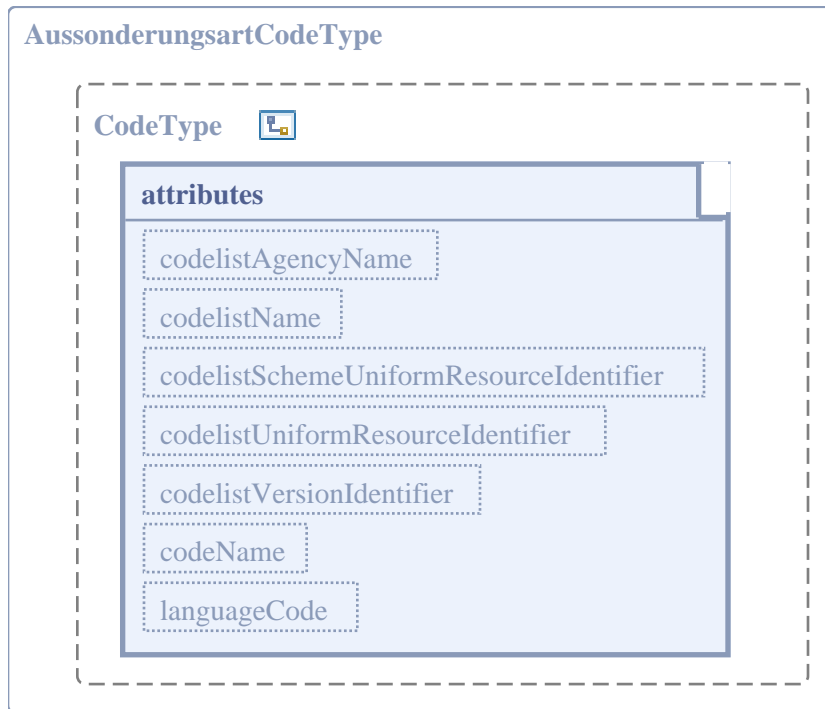 AussonderungsartCodeType
CodeType
attributes
codelistAgencyName
codelistName
codelistSchemeUniformResourceIdentifier
codelistUniformResourceIdentifier
codelistVersionIdentifier
codeName
languageCode